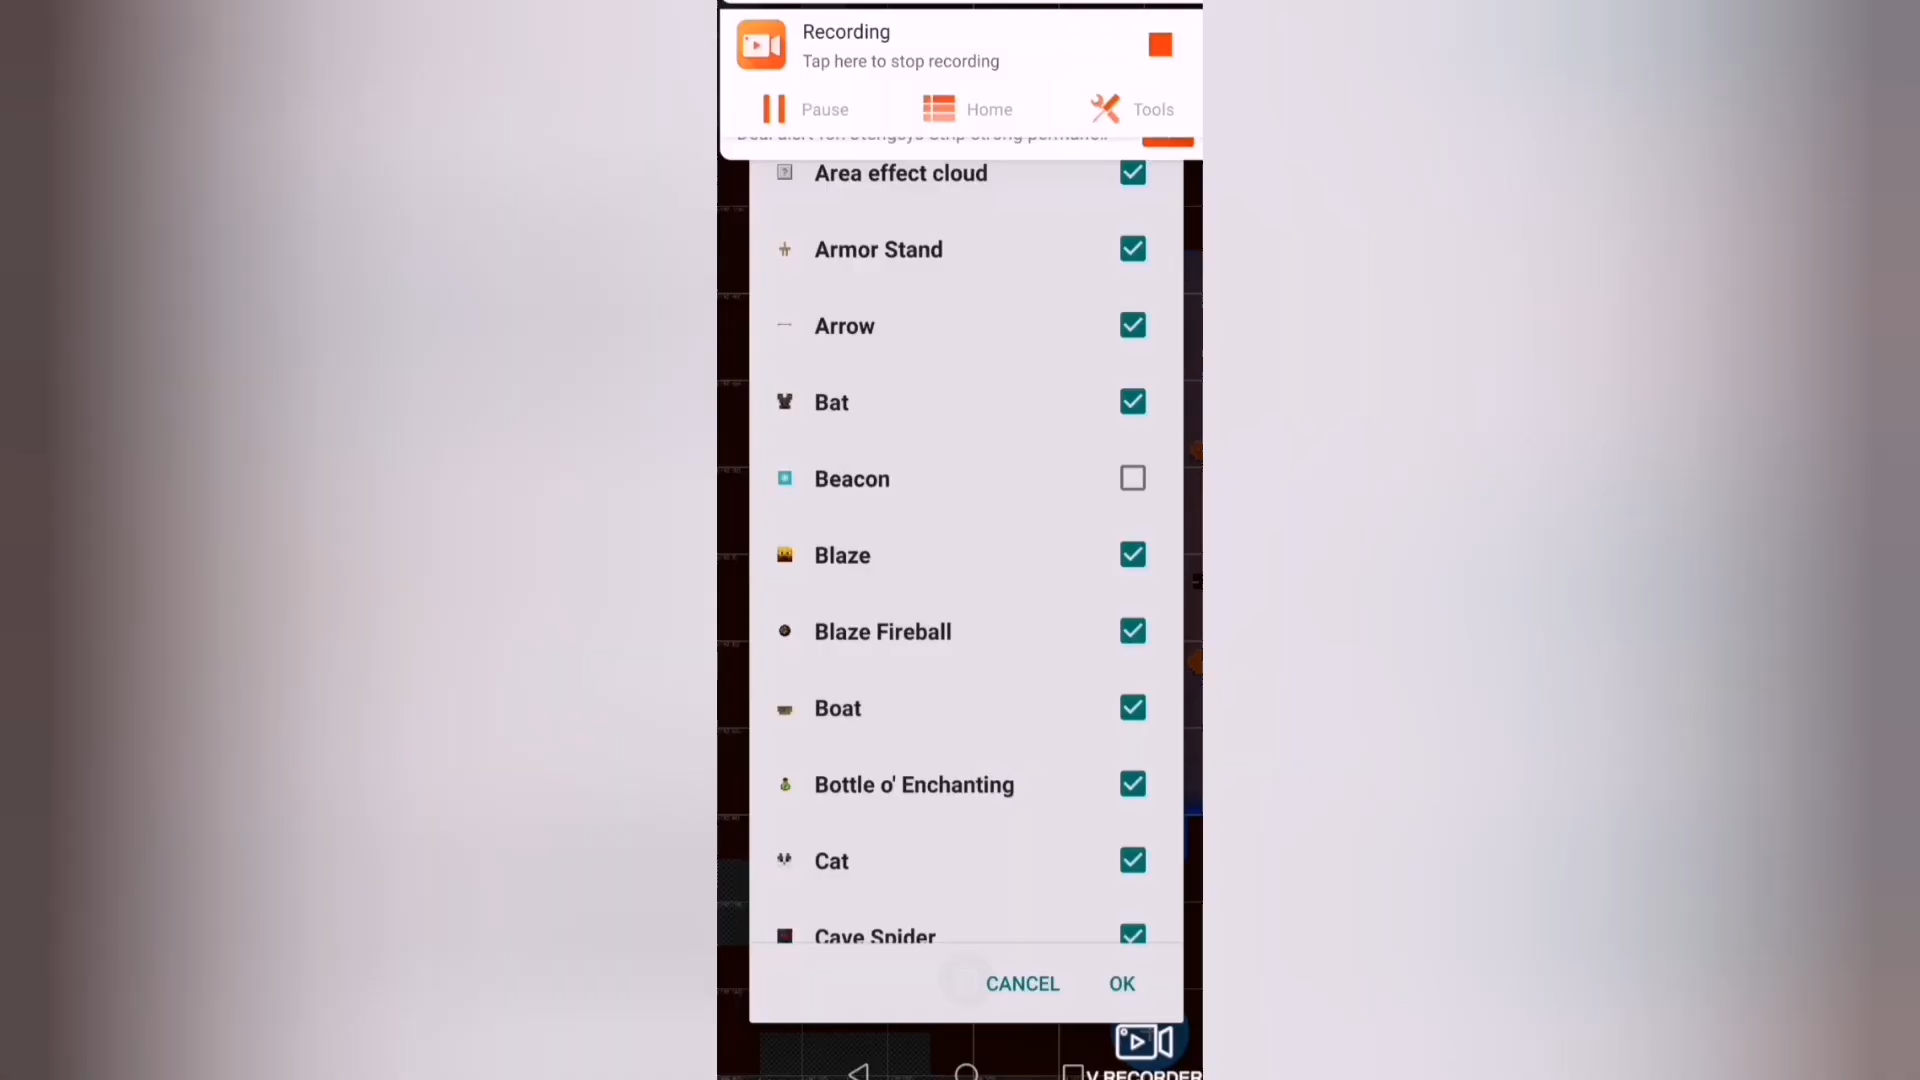 Recording
Tap here to stop recording
Pause
Home
Tools
Area effect cloud
Armor Stand
Arrow
Bat
Beacon
Blaze
Blaze Fireball
Boat
Bottle o' Enchanting
Cat
Cave Spider
CANCEL
OK
V RECORDER